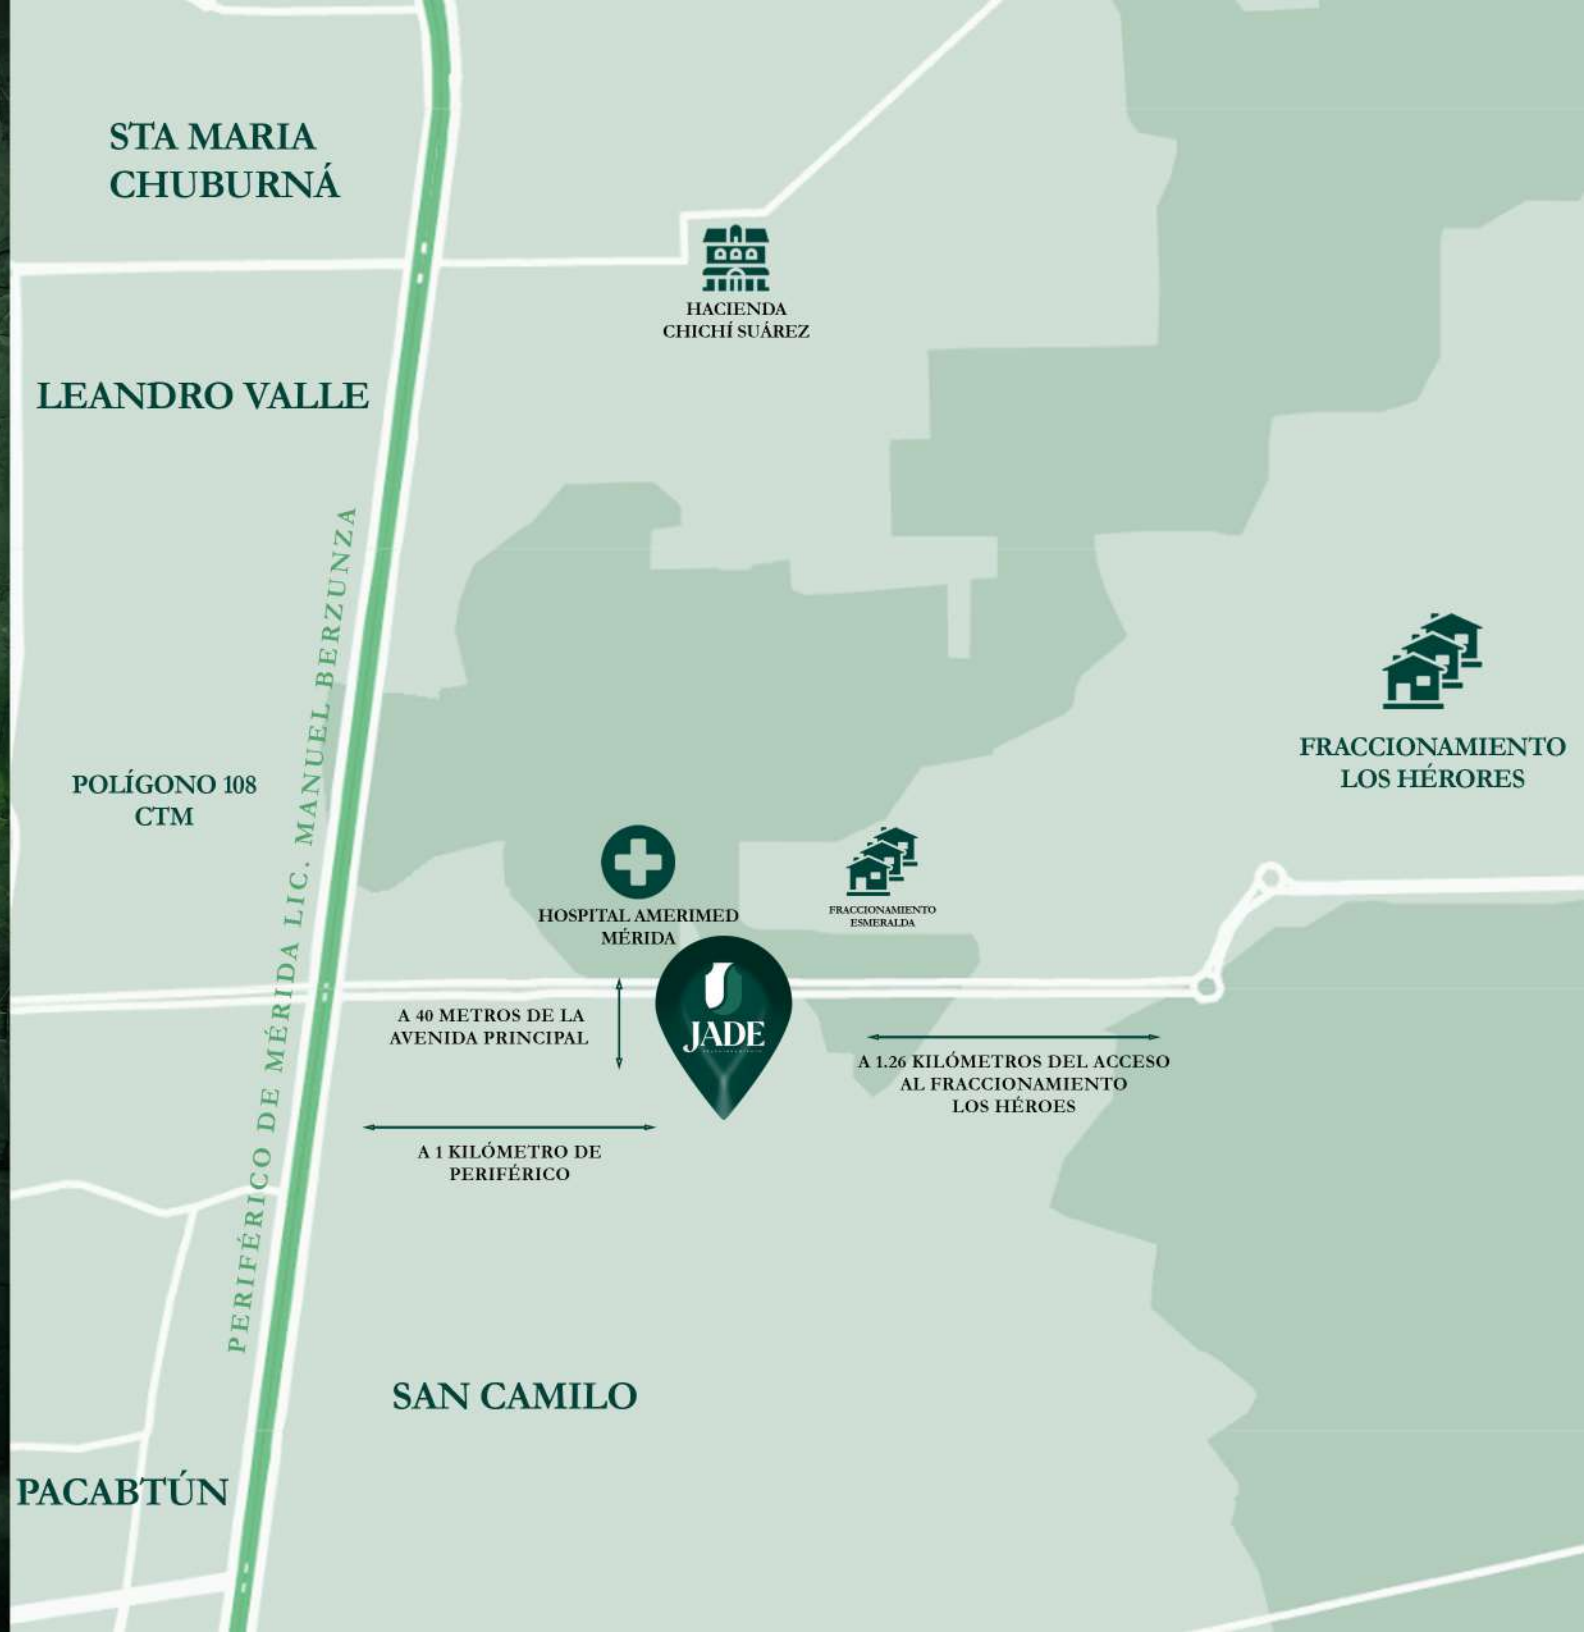 STA MARIA
CHUBURNÁ
HACIENDA
CHICHÍ SUÁREZ
LEANDRO VALLE
PERIFÉRICO DE MÉRIDA LIC. MANUEL BERZUNZA
FRACCIONAMIENTO
LOS HÉRORES
POLÍGONO 108
CTM
HOSPITAL AMERIMED
MÉRIDA
FRACCIONAMIENTO
ESMERALDA
JADE
A 40 METROS DE LA
AVENIDA PRINCIPAL
A 1.26 KILÓMETROS DEL ACCESO
AL FRACCIONAMIENTO
LOS HÉROES
A 1 KILÓMETRO DE
PERIFÉRICO
SAN CAMILO
PACABTÚN